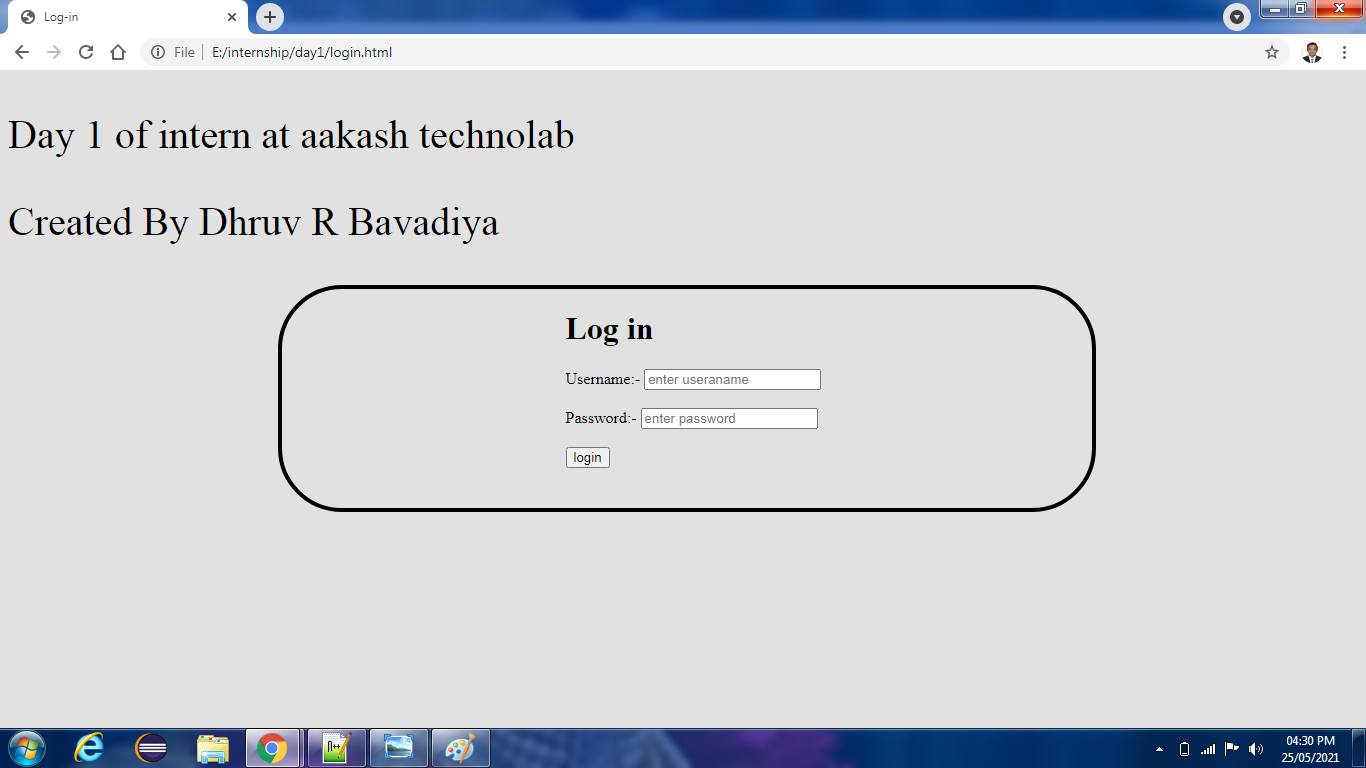 Log-in
File
E:/internship/day1/login.html
Day 1 of intern at aakash technolab
Created By Dhruv R Bavadiya
Log in
Username:- enter useraname
Password:- enter password
login
04:30 PM
25/05/2021